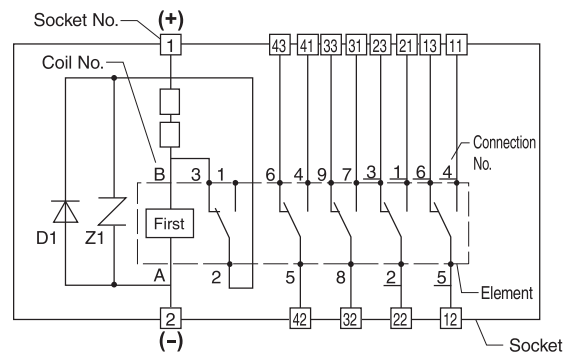 Socket No.
(+)
1 43 41 33 31 23 21 13 11
Coil No.
Connection
No.
B 3 1 6 4 9 7 3 1 6 4
First
D1 Z1
A 2 5 8 2 5
Element
2 42 32 22 12
(−)
Socket